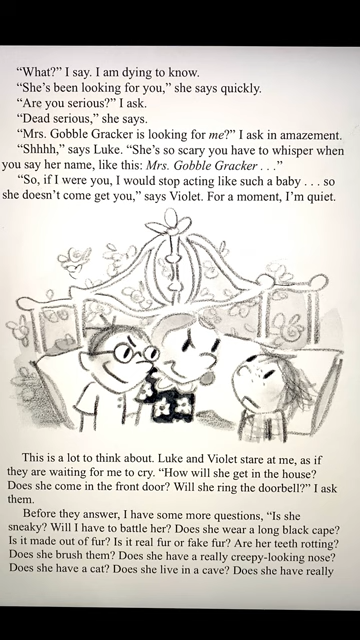 “What?” I say. I am dying to know.
“She’s been looking for you,” she says quickly.
“Are you serious?” I ask.
“Dead serious,” she says.
“Mrs. Gobble Gracker is looking for me?” I ask in amazement.
“Shhhh,” says Luke. “She’s so scary you have to whisper when
you say her name, like this: Mrs. Gobble Gracker . . .”
“So, if I were you, I would stop acting like such a baby . . . so
she doesn’t come get you,” says Violet. For a moment, I’m quiet.
This is a lot to think about. Luke and Violet stare at me, as if
they are waiting for me to cry. “How will she get in the house?
Does she come in the front door? Will she ring the doorbell?” I ask
them.
Before they answer, I have some more questions, “Is she
sneaky? Will I have to battle her? Does she wear a long black cape?
Is it made out of fur? Is it real fur or fake fur? Are her teeth rotting?
Does she brush them? Does she have a really creepy-looking nose?
Does she have a cat? Does she live in a cave? Does she have really